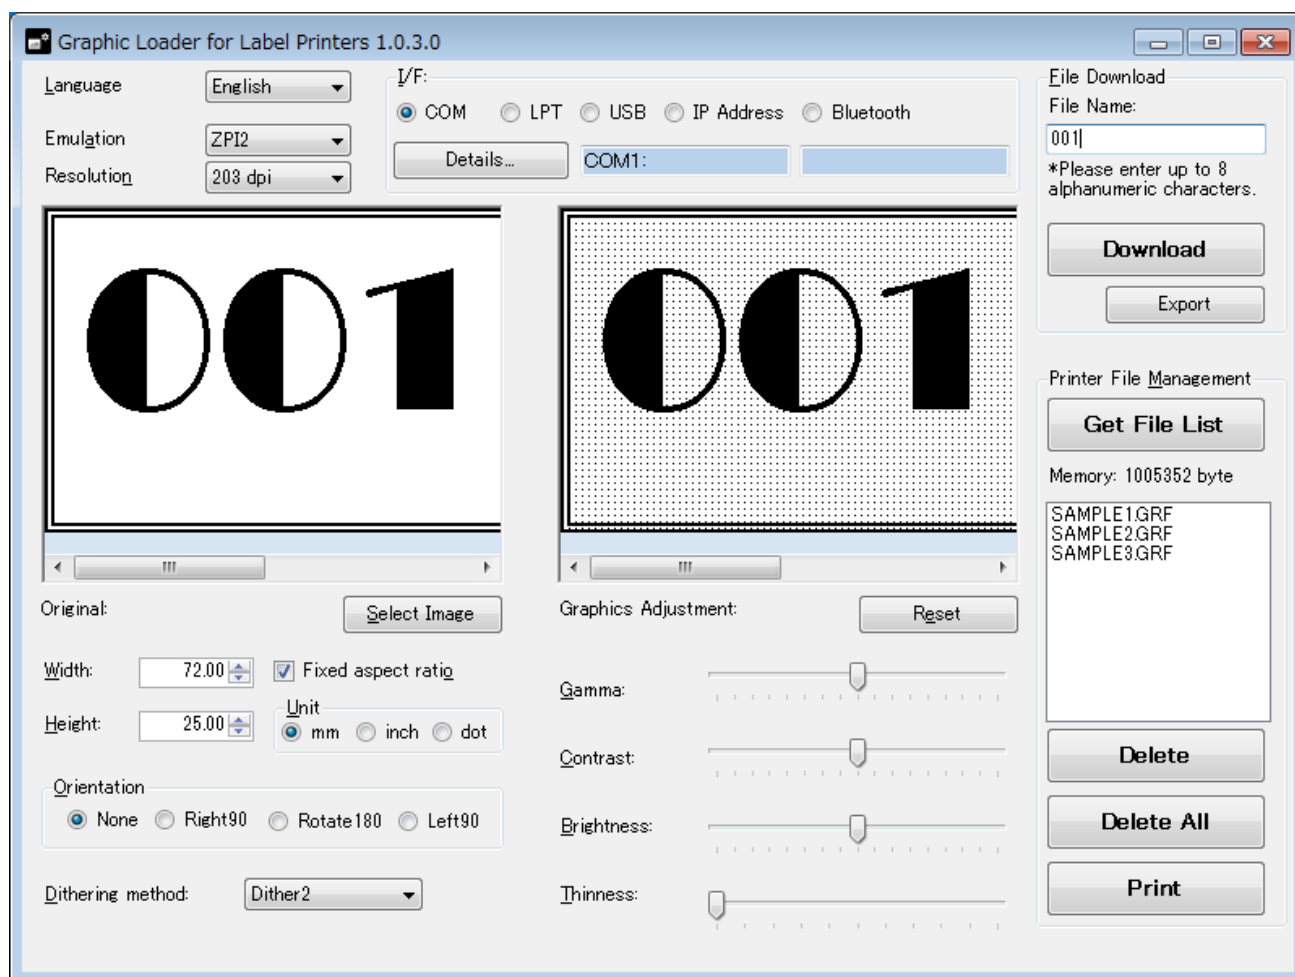 Graphic Loader for Label Printers 1.0.3.0
Language
English
Emulation
ZPI2
Resolution
203 dpi
I/F:
COM
LPT
USB
IP Address
Bluetooth
Details...
COM1:
File Download
File Name:
001
*Please enter up to 8
alphanumeric characters.
Download
Export
001
001
Original:
Select Image
Graphics Adjustment:
Reset
Width:
72.00
Fixed aspect ratio
Height:
25.00
Unit
mm
inch
dot
Orientation
None
Right90
Rotate180
Left90
Dithering method:
Dither2
Gamma:
Contrast:
Brightness:
Thinness:
Printer File Management
Get File List
Memory: 1005352 byte
SAMPLE1.GRF
SAMPLE2.GRF
SAMPLE3.GRF
Delete
Delete All
Print